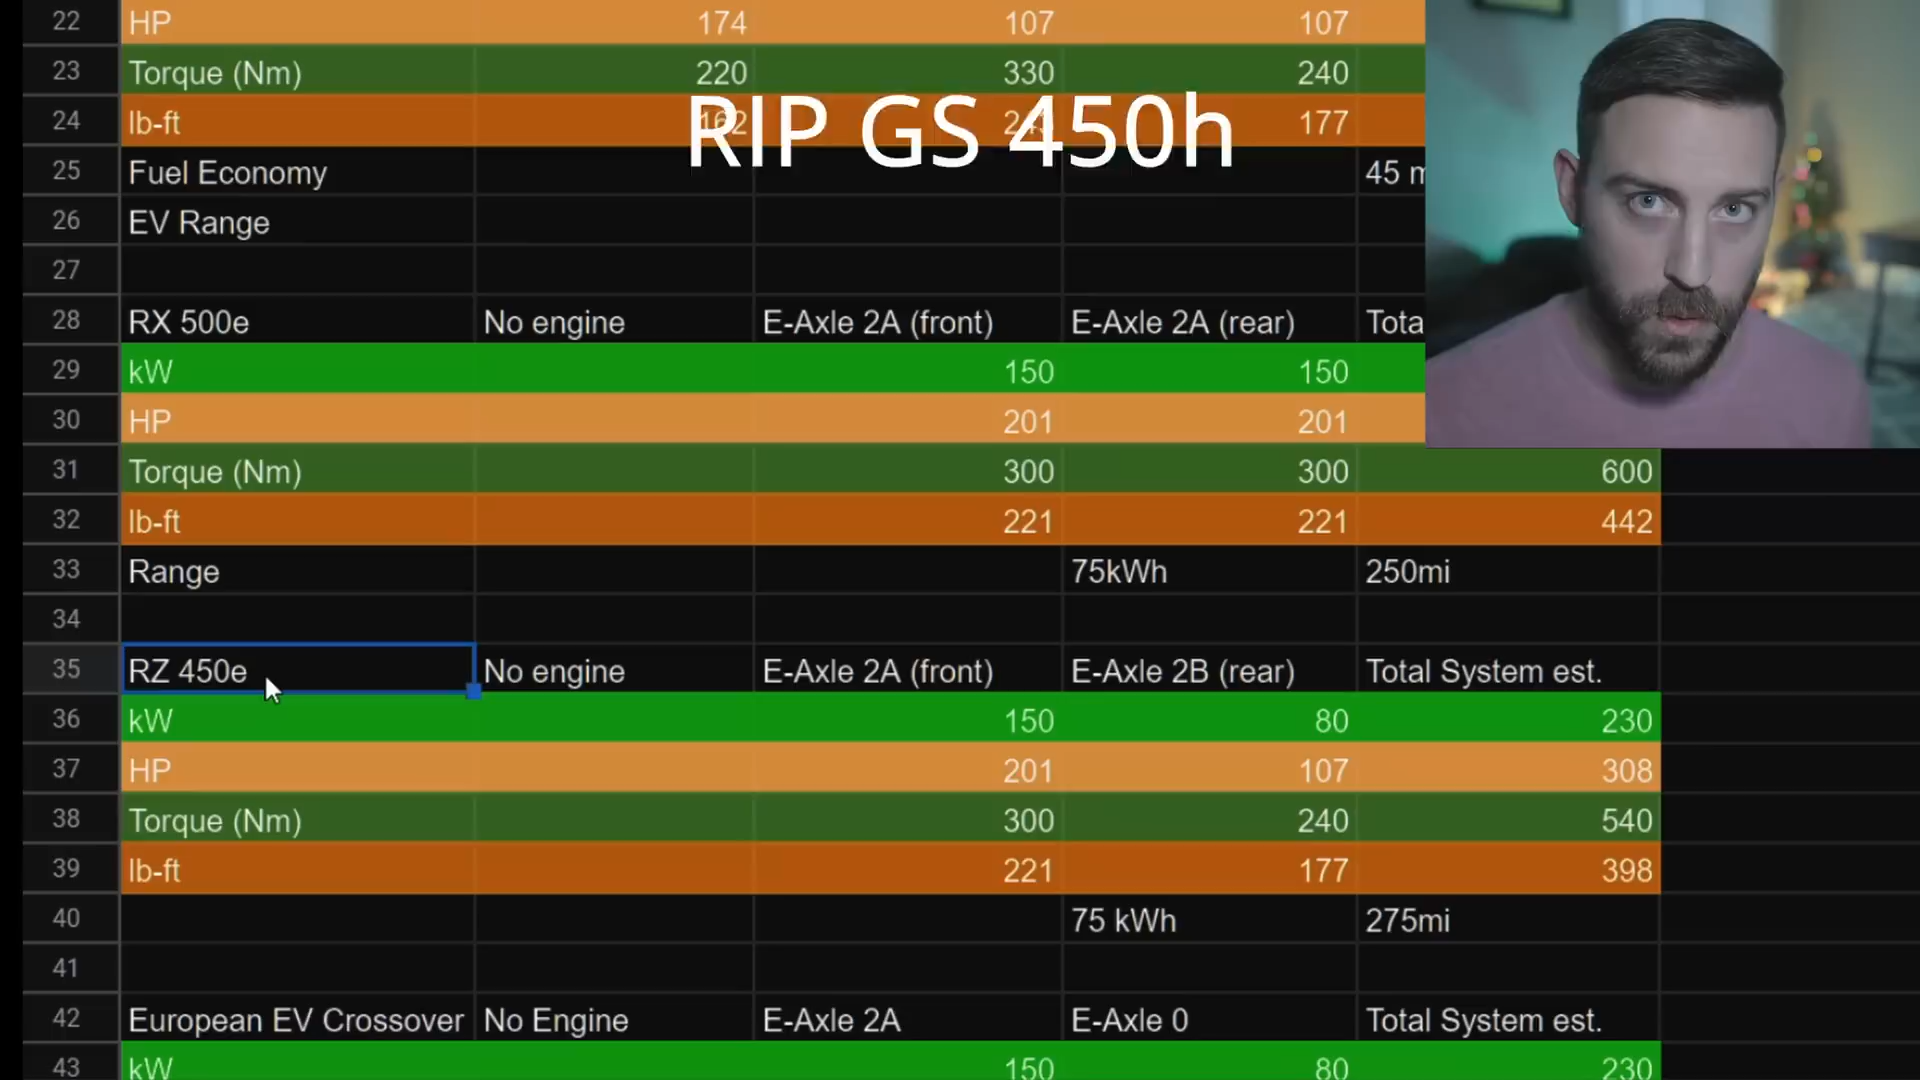 22 HP 174 107 107
23 Torque (Nm) 220 330 240
RIP GS 450h
24 lb-ft 162 177
25 Fuel Economy 45
26 EV Range
27
28 RX 500e No engine E-Axle 2A (front) E-Axle 2A (rear) Tota
29 kW 150 150
30 HP 201 201
31 Torque (Nm) 300 300 600
32 lb-ft 221 221 442
33 Range 75kWh 250mi
34
35 RZ 450e No engine E-Axle 2A (front) E-Axle 2B (rear) Total System est.
36 kW 150 80 230
37 HP 201 107 308
38 Torque (Nm) 300 240 540
39 lb-ft 221 177 398
40 75 kWh 275mi
41
42 European EV Crossover No Engine E-Axle 2A E-Axle 0 Total System est.
43 kW 150 80 230